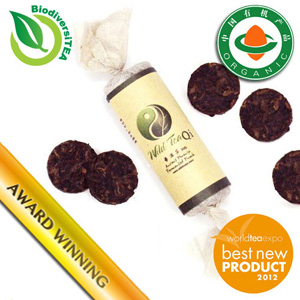 BiodiversiTEA
中国有机产品
ORGANIC
Wild Tea Qi
AWARD WINNING
worldteaexpo
best new
PRODUCT
2012